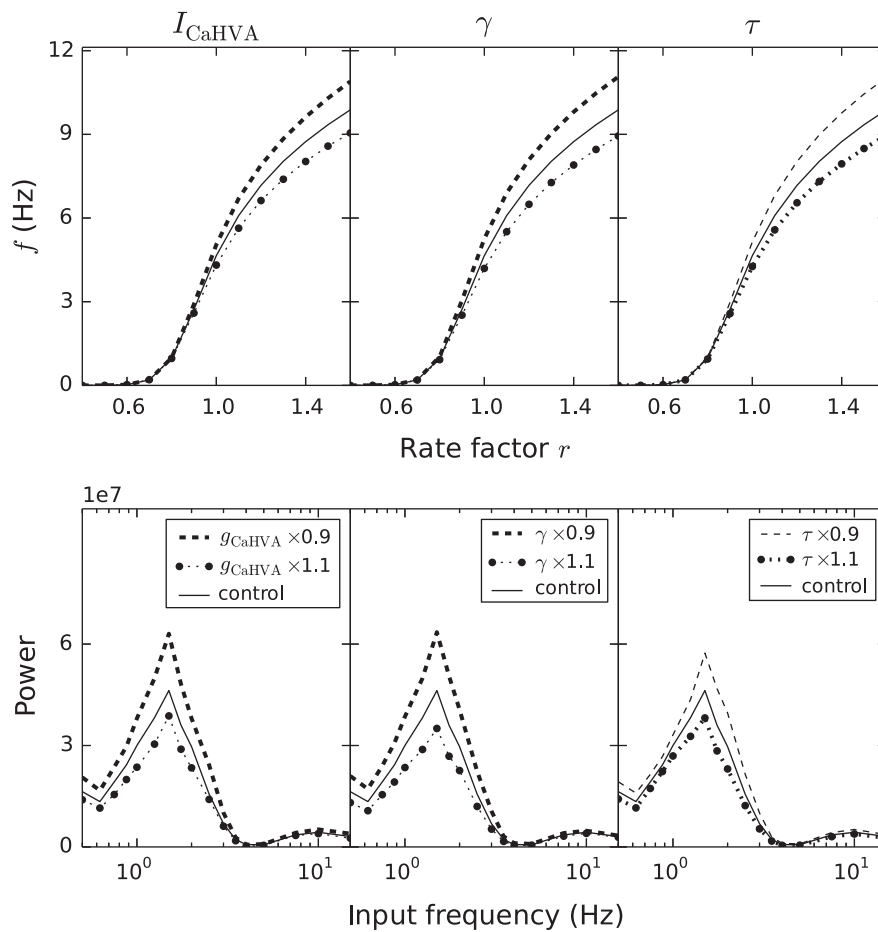 I_CaHVA γ τ
12
9
6
3
0
f (Hz)
0.6 1.0 1.4 0.6 1.0 1.4 0.6 1.0 1.4
Rate factor r
1e7
g_CaHVA ×0.9
g_CaHVA ×1.1
control
γ ×0.9
γ ×1.1
control
τ ×0.9
τ ×1.1
control
6
3
0
Power
10^0 10^1 10^0 10^1 10^0 10^1
Input frequency (Hz)